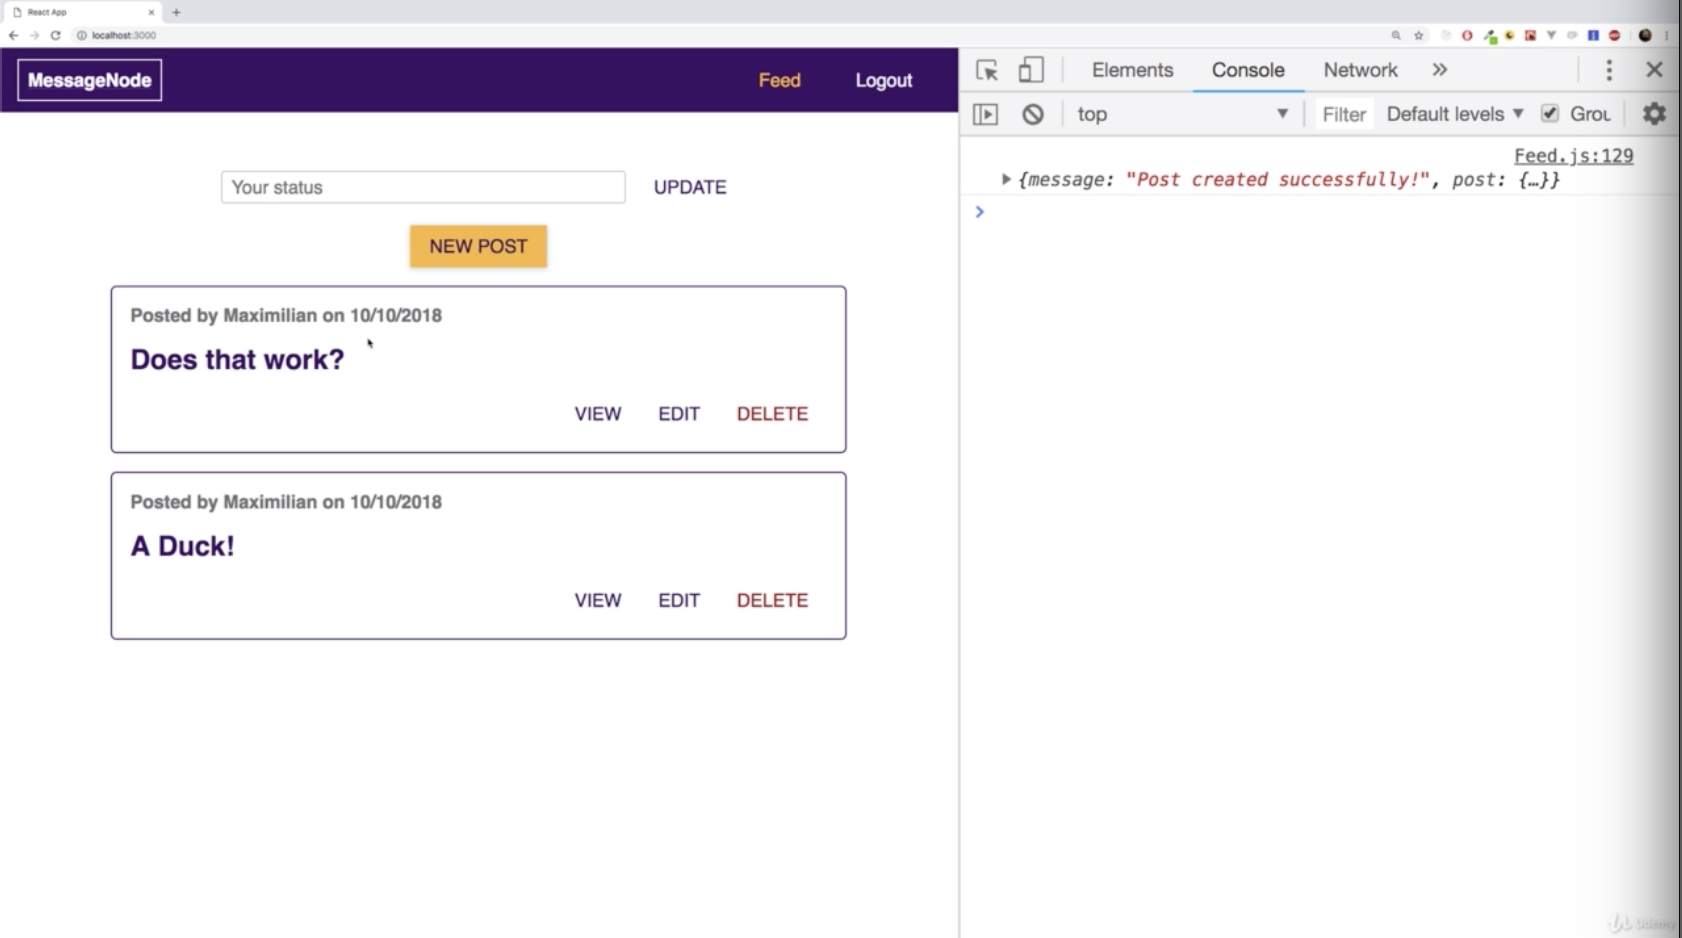 React App
localhost:3000
MessageNode
Feed
Logout
Your status
UPDATE
NEW POST
Posted by Maximilian on 10/10/2018
Does that work?
VIEW EDIT DELETE
Posted by Maximilian on 10/10/2018
A Duck!
VIEW EDIT DELETE
Elements Console Network
top Filter Default levels Grou
Feed.js:129
{message: "Post created successfully!", post: {…}}
Udemy